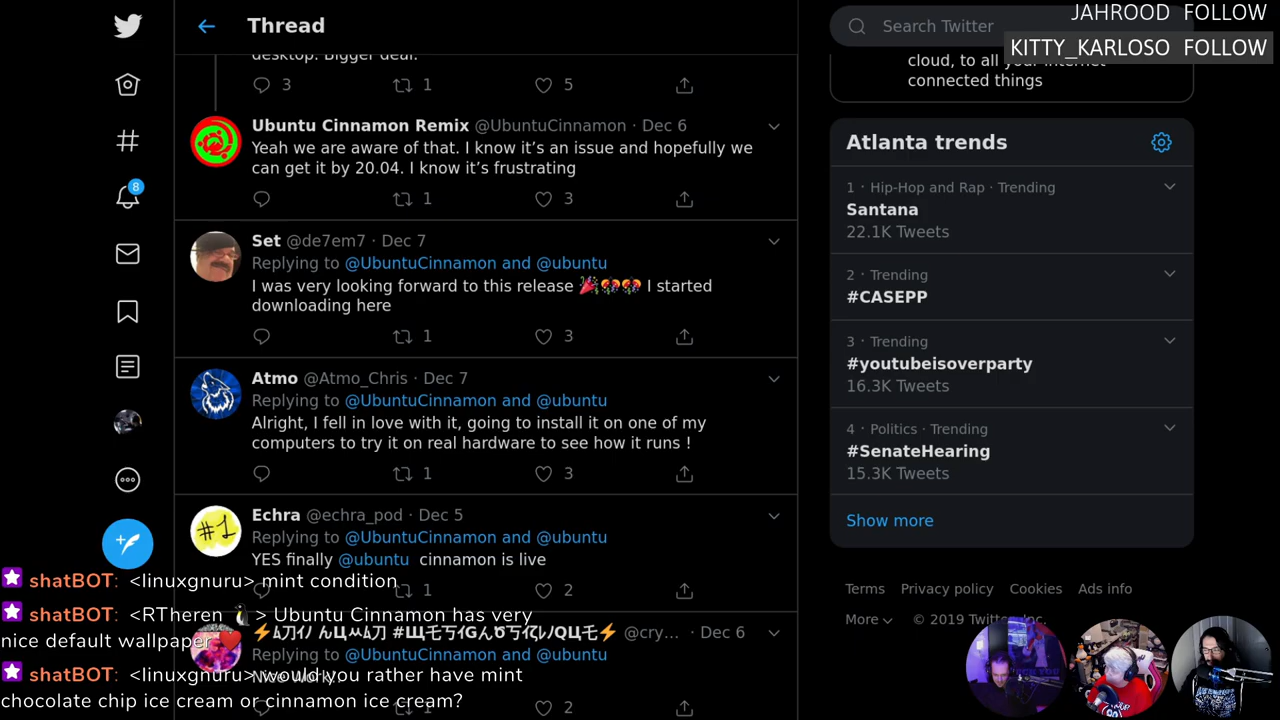 Thread
Search Twitter
JAHROOD FOLLOW
KITTY_KARLOSO FOLLOW
desktop. Bigger deal.
3 1 5
Ubuntu Cinnamon Remix @UbuntuCinnamon · Dec 6
Yeah we are aware of that. I know it's an issue and hopefully we
can get it by 20.04. I know it's frustrating
1 3
Set @de7em7 · Dec 7
Replying to @UbuntuCinnamon and @ubuntu
I was very looking forward to this release 🎉🎊🎊 I started
downloading here
1 3
Atmo @Atmo_Chris · Dec 7
Replying to @UbuntuCinnamon and @ubuntu
Alright, I fell in love with it, going to install it on one of my
computers to try it on real hardware to see how it runs !
1 3
Echra @echra_pod · Dec 5
#1
Replying to @UbuntuCinnamon and @ubuntu
YES finally @ubuntu cinnamon is live
1 2
@cry... · Dec 6
Replying to @UbuntuCinnamon and @ubuntu
1 2
8
cloud, to all your internet
connected things
Atlanta trends
1 · Hip-Hop and Rap · Trending
Santana
22.1K Tweets
2 · Trending
#CASEPP
3 · Trending
#youtubeisoverparty
16.3K Tweets
4 · Politics · Trending
#SenateHearing
15.3K Tweets
Show more
Terms Privacy policy Cookies Ads info
More © 2019 Twitter, Inc.
shatBOT: <linuxgnuru> mint condition
shatBOT: <RTheren 🐧> Ubuntu Cinnamon has very
nice default wallpaper
shatBOT: <linuxgnuru> would you rather have mint
chocolate chip ice cream or cinnamon ice cream?